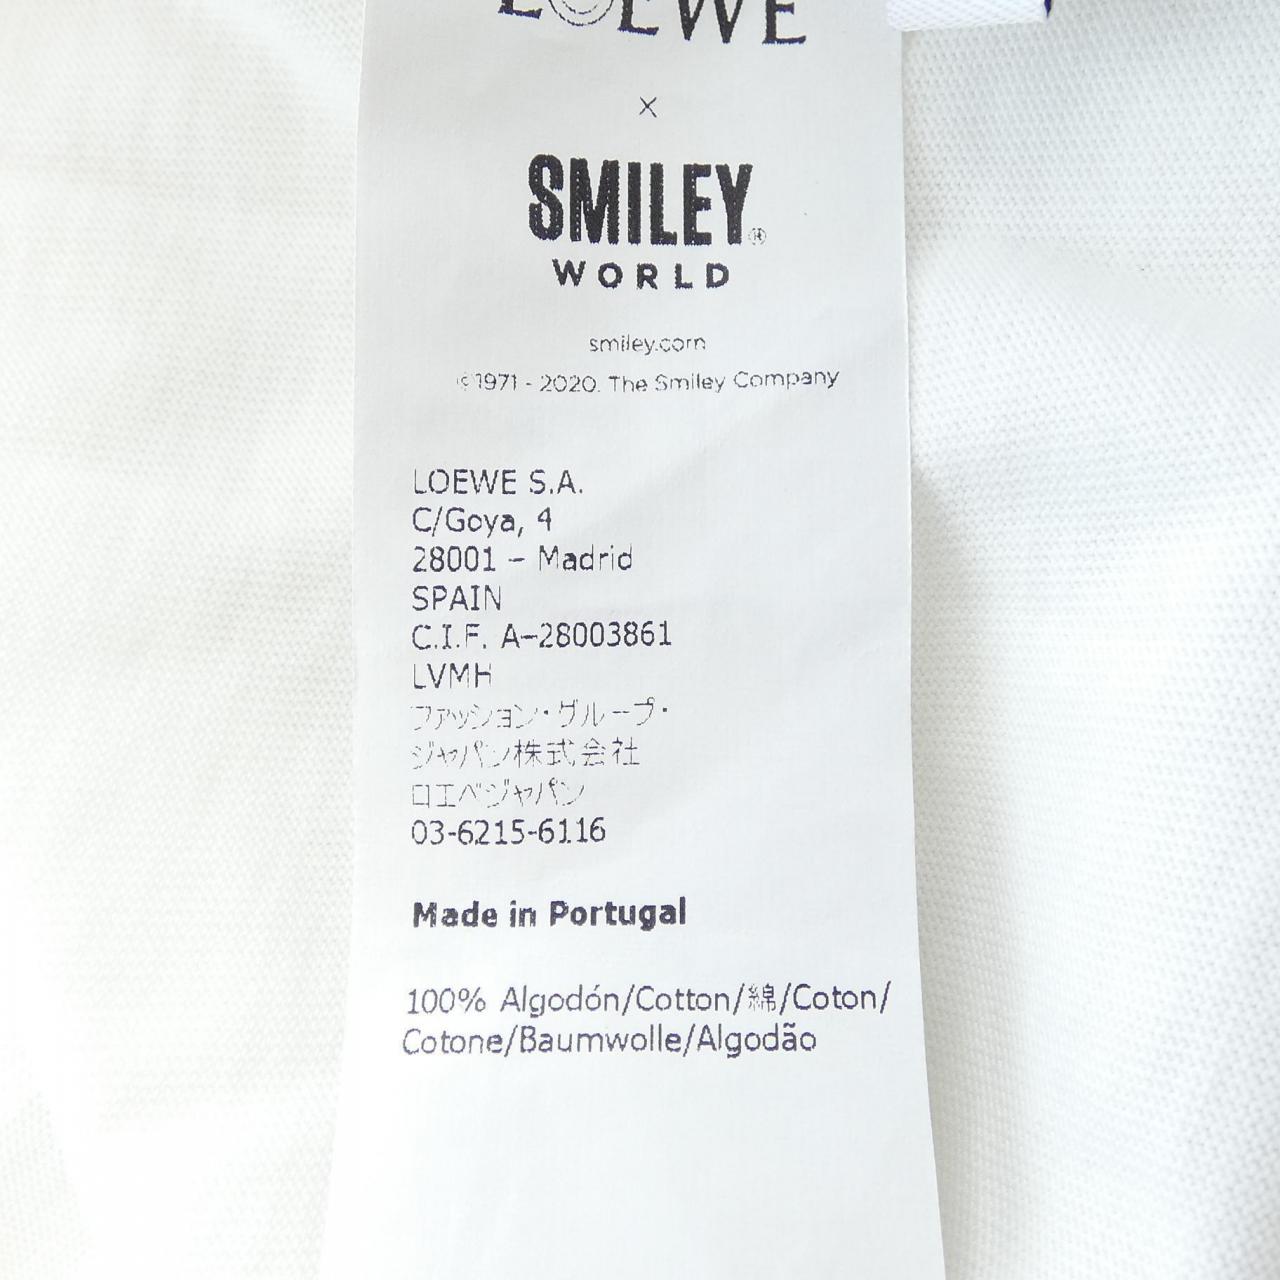 LOEWE
×
SMILEY®
WORLD
smiley.com
©1971 - 2020. The Smiley Company
LOEWE S.A.
C/Goya, 4
28001 – Madrid
SPAIN
C.I.F. A–28003861
LVMH
ファッション・グループ・
ジャパン株式会社
ロエベジャパン
03-6215-6116
Made in Portugal
100% Algodón/Cotton/綿/Coton/
Cotone/Baumwolle/Algodão